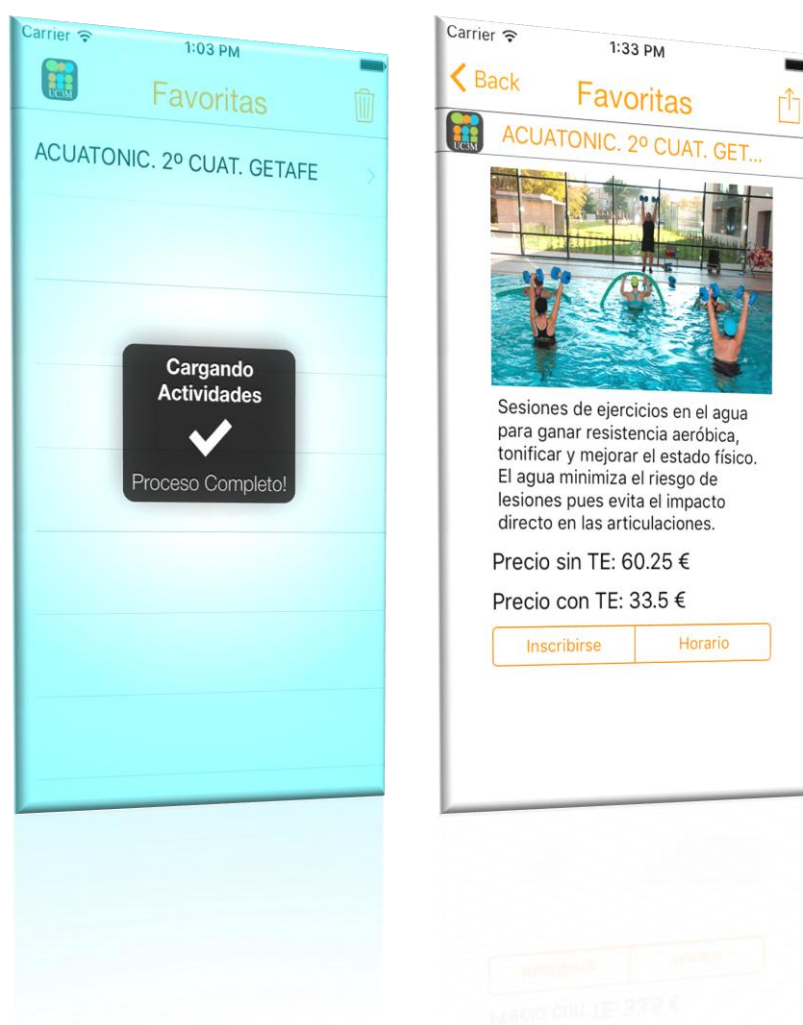 Carrier
1:03 PM
UC3M
Favoritas
ACUATONIC. 2º CUAT. GETAFE
Cargando
Actividades
Proceso Completo!
Carrier
1:33 PM
Back
Favoritas
UC3M
ACUATONIC. 2º CUAT. GET...
Sesiones de ejercicios en el agua
para ganar resistencia aeróbica,
tonificar y mejorar el estado físico.
El agua minimiza el riesgo de
lesiones pues evita el impacto
directo en las articulaciones.
Precio sin TE: 60.25 €
Precio con TE: 33.5 €
Inscribirse Horario